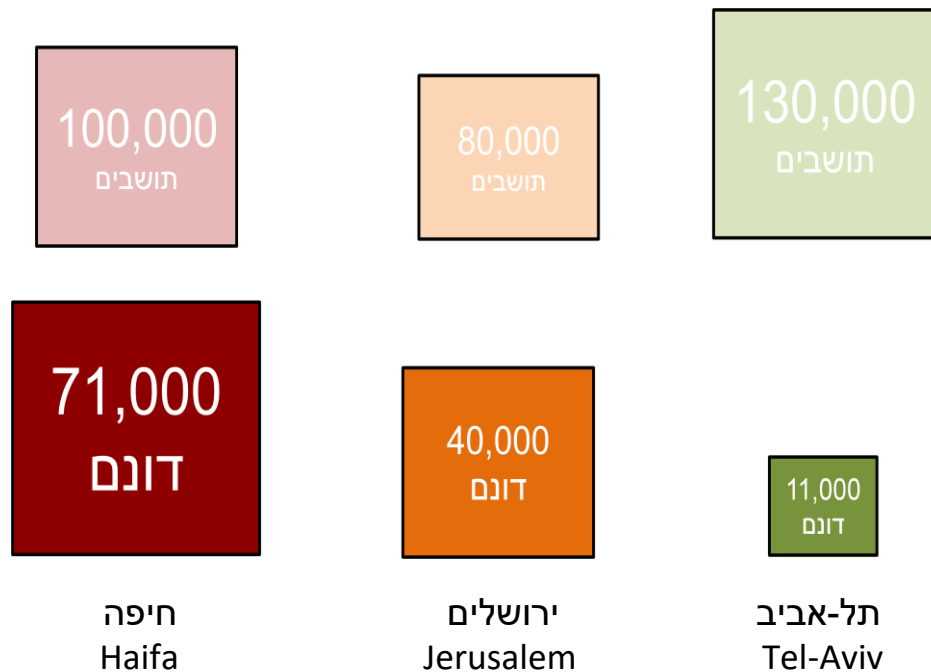 100,000
תושבים
80,000
תושבים
130,000
תושבים
71,000
דונם
40,000
דונם
11,000
דונם
חיפה
Haifa
ירושלים
Jerusalem
תל-אביב
Tel-Aviv